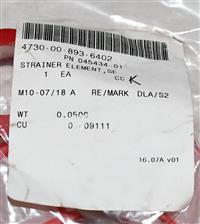 4730-00-893-6402
PN 045434-01
STRAINER ELEMENT, SE
1 EA
CC K
M10-07/18 A RE/MARK DLA/S2
WT 0.0500
CU 0.09111
16.07A v01